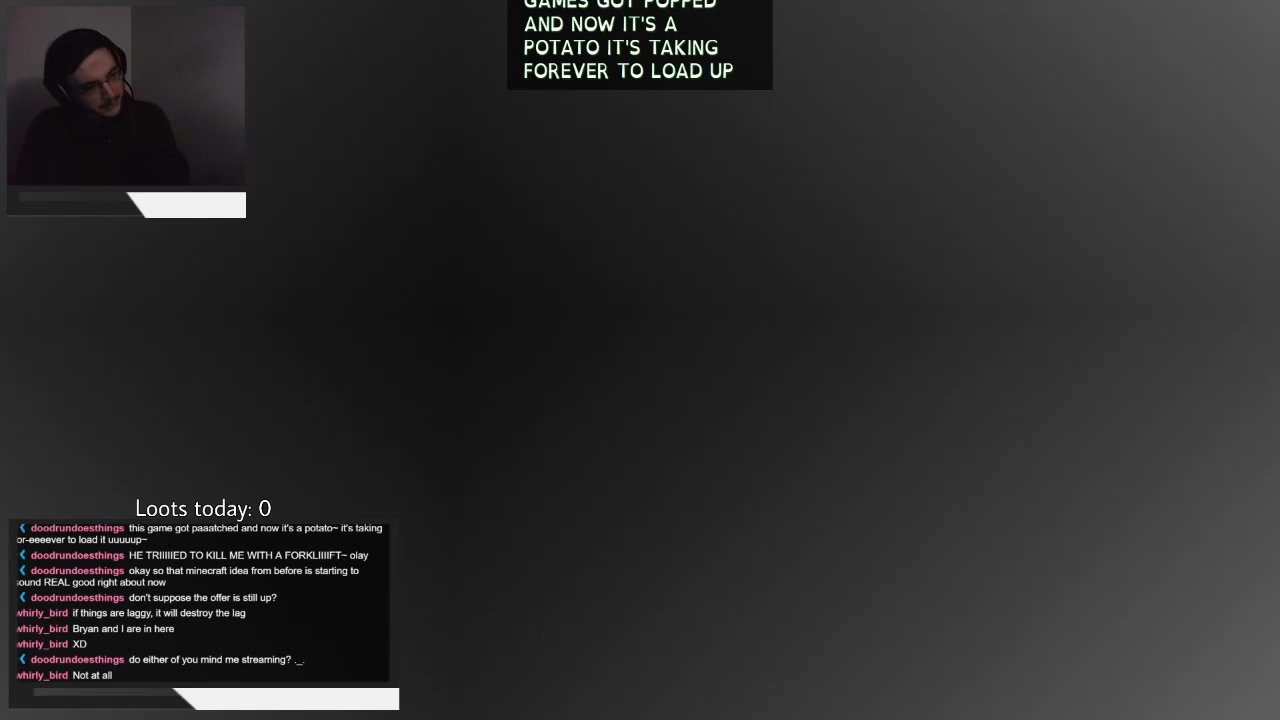 GAMES GOT POPPED
AND NOW IT'S A
POTATO IT'S TAKING
FOREVER TO LOAD UP
Loots today: 0
doodrundoesthings this game got paaatched and now it's a potato~ it's taking
or-eeeever to load it uuuuup~
doodrundoesthings HE TRIIIIIED TO KILL ME WITH A FORKLIIIIFT~ olay
doodrundoesthings okay so that minecraft idea from before is starting to
sound REAL good right about now
doodrundoesthings don't suppose the offer is still up?
whirly_bird if things are laggy, it will destroy the lag
whirly_bird Bryan and I are in here
whirly_bird XD
doodrundoesthings do either of you mind me streaming? ._.
whirly_bird Not at all